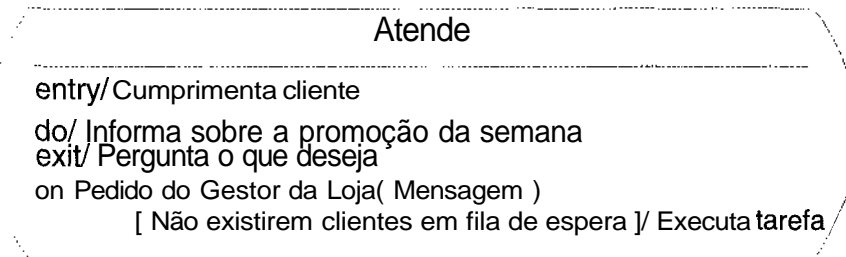 Atende
entry/ Cumprimenta cliente
do/ Informa sobre a promoção da semana
exit/ Pergunta o que deseja
on Pedido do Gestor da Loja( Mensagem )
[ Não existirem clientes em fila de espera ]/ Executa tarefa